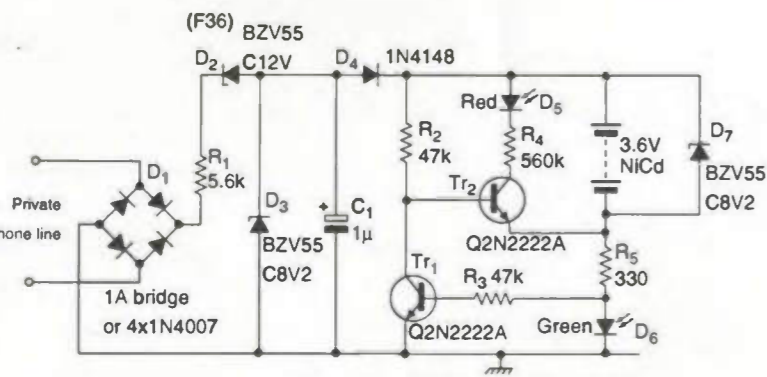 (F36)
BZV55
C12V
D2
D4
1N4148
Red
D5
R2
47k
R4
560k
3.6V
NiCd
D7
BZV55
C8V2
R1
5.6k
D1
Private
hone line
1A bridge
or 4x1N4007
D3
BZV55
C8V2
+
C1
1µ
Tr2
Q2N2222A
Tr1
R3 47k
Q2N2222A
R5
330
Green
D6